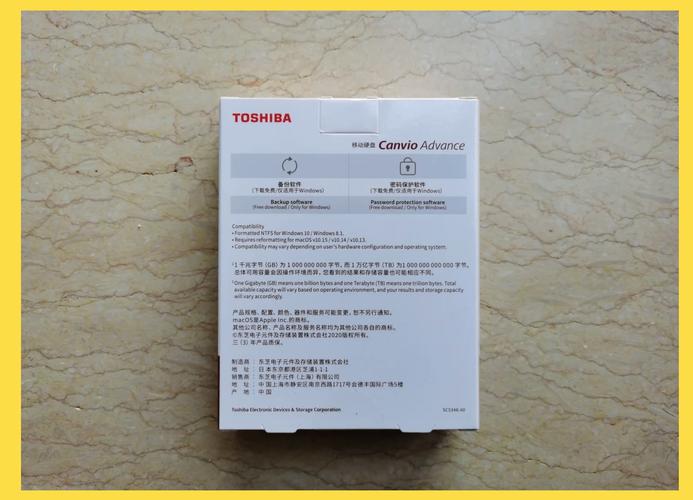 TOSHIBA
移动硬盘 Canvio Advance
备份软件
(下载免费/仅适用于Windows)
密码保护软件
(下载免费/仅适用于Windows)
Backup software
(Free download / Only for Windows)
Password protection software
(Free download / Only for Windows)
Compatibility
• Formatted NTFS for Windows 10 / Windows 8.1.
• Requires reformatting for macOS v10.15 / v10.14 / v10.13.
• Compatibility may vary depending on user's hardware configuration and operating system.
*1 千兆字节 (GB) 为 1 000 000 000 字节, 而 1 万亿字节 (TB) 为1 000 000 000 000 字节。
总体可用容量会因操作环境而异, 您看到的结果和存储容量也可能相应不同。
*One Gigabyte (GB) means one billion bytes and one Terabyte (TB) means one trillion bytes. Total
available capacity will vary based on operating environment, and your results and storage capacity
will vary accordingly.
产品规格、配置、颜色、器件和服务可能变更, 恕不另行通知。
macOS是Apple Inc.的商标。
其他公司名称、产品名称及服务名称均为其他公司各自的商标。
©东芝电子元件及存储装置株式会社2020版权所有。
三 (3) 年产品质保。
制造商 : 东芝电子元件及存储装置株式会社
地 址 : 日本东京都港区芝浦1-1-1
销售商 : 东芝电子元件 (上海) 有限公司
地 址 : 中国上海市静安区南京西路1717号会德丰国际广场5楼
产 地 : 中国
Toshiba Electronic Devices & Storage Corporation